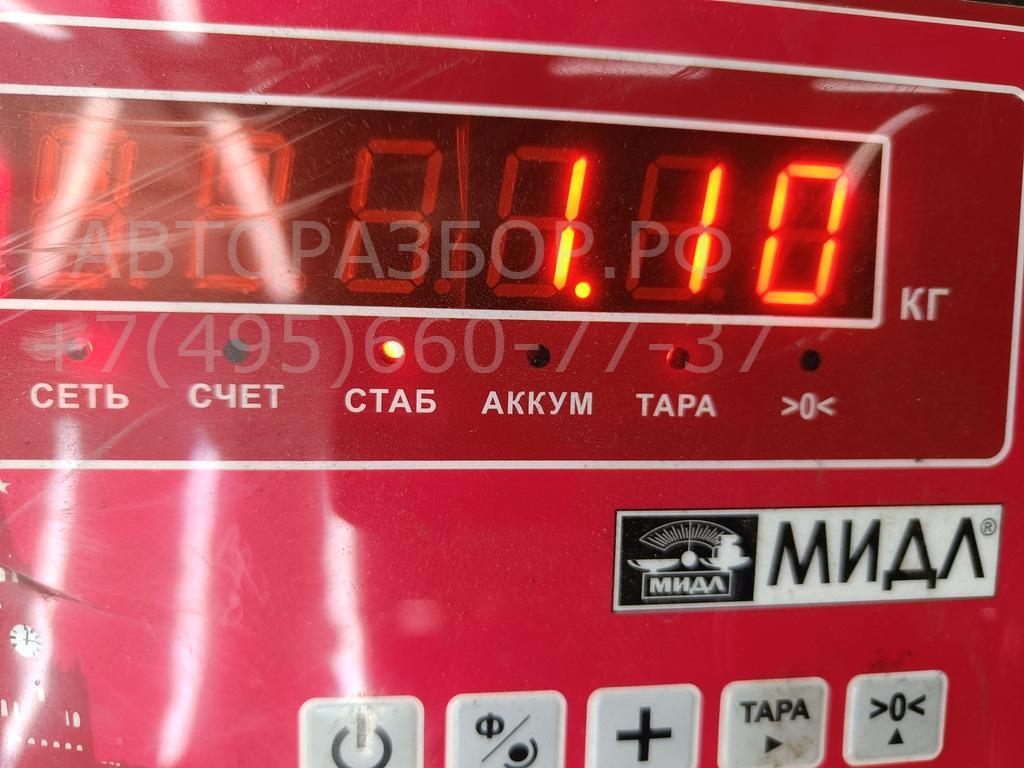 1.10
КГ
АВТОРАЗБОР.РФ
+7(495)660-77-37
СЕТЬ СЧЕТ СТАБ АККУМ ТАРА >0<
МИДЛ МИДЛ®
Ф/ + ТАРА >0<